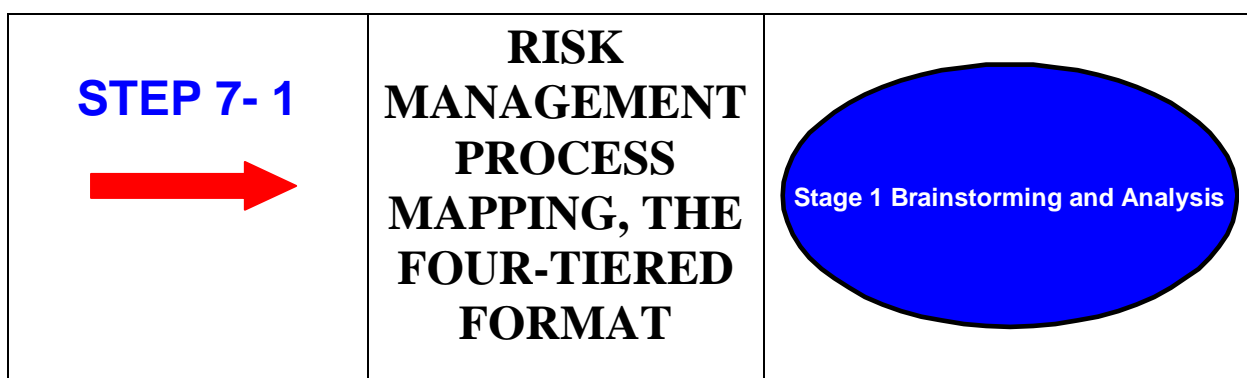 STEP 7- 1
RISK
MANAGEMENT
PROCESS
MAPPING, THE
FOUR-TIERED
FORMAT
Stage 1 Brainstorming and Analysis